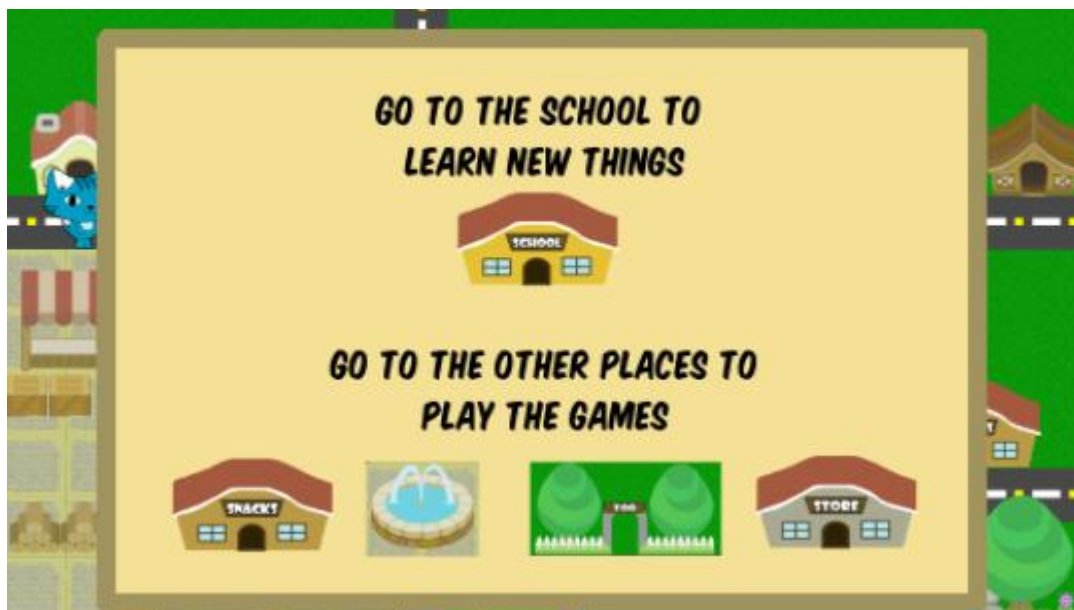 GO TO THE SCHOOL TO
LEARN NEW THINGS
SCHOOL
GO TO THE OTHER PLACES TO
PLAY THE GAMES
SNACKS
ZOO
STORE